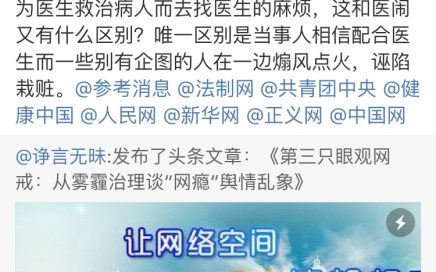 为医生救治病人而去找医生的麻烦，这和医闹
又有什么区别？唯一区别是当事人相信配合医
生而一些别有企图的人在一边煽风点火，诬陷
栽赃。@参考消息 @法制网 @共青团中央 @健
康中国 @人民网 @新华网 @正义网 @中国网
@诤言无昧:发布了头条文章：《第三只眼观网
戒：从雾霾治理谈“网瘾”舆情乱象》
让网络空间